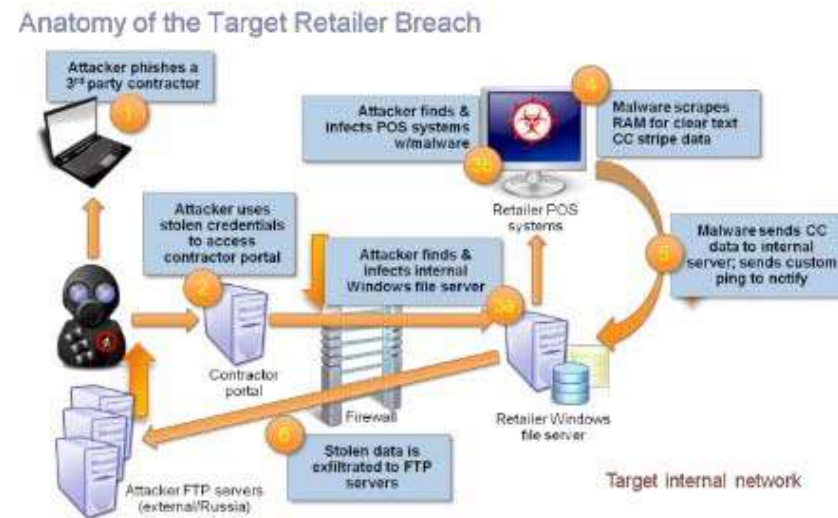 Anatomy of the Target Retailer Breach
Attacker phishes a
3rd party contractor
1
Attacker finds &
infects POS systems
w/malware
3b
4
Malware scrapes
RAM for clear text
CC stripe data
Retailer POS
systems
Attacker uses
stolen credentials
to access
contractor portal
2
Attacker finds &
infects internal
Windows file server
3a
Malware sends CC
data to internal
server; sends custom
ping to notify
5
Contractor
portal
Firewall
Retailer Windows
file server
6
Stolen data is
exfiltrated to FTP
servers
Attacker FTP servers
(external/Russia)
Target internal network